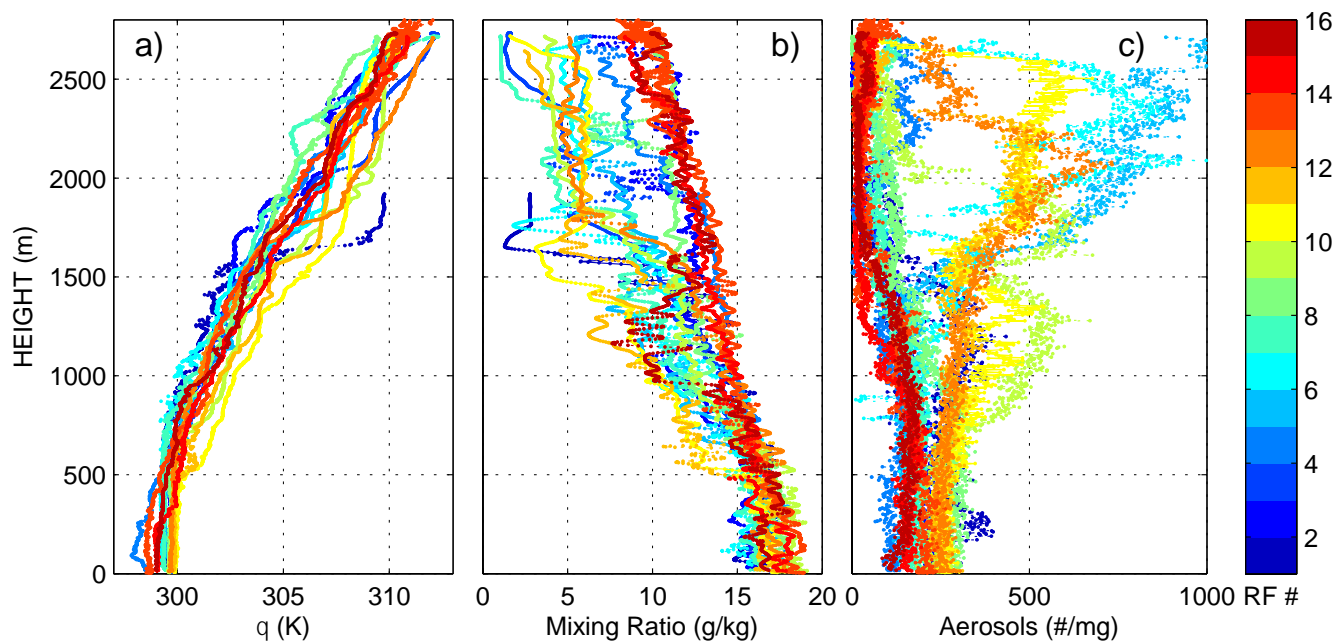 a)
b)
c)
2500
2000
1500
1000
500
0
HEIGHT (m)
300 305 310
q (K)
0 5 10 15 20
Mixing Ratio (g/kg)
0 500 1000
Aerosols (#/mg)
16
14
12
10
8
6
4
2
RF #